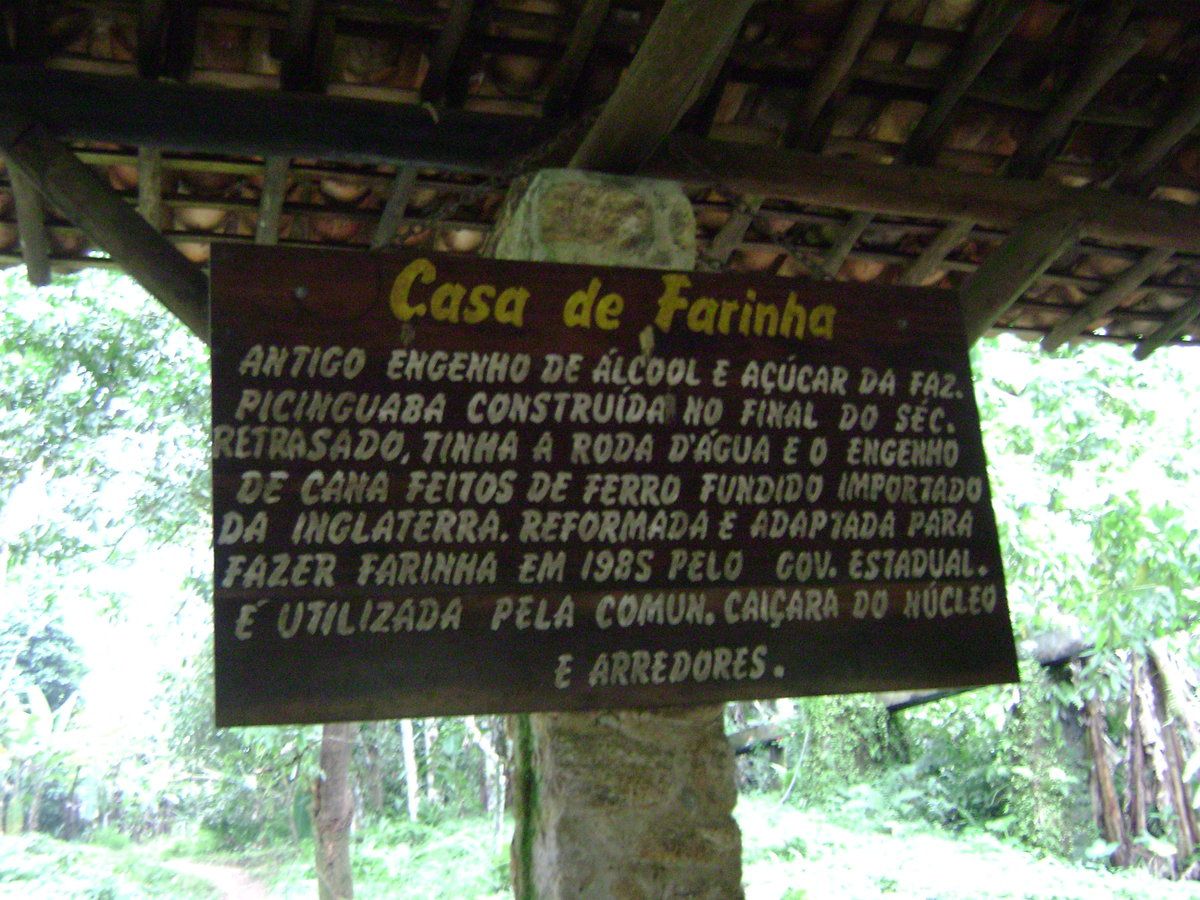 Casa de Farinha
ANTIGO ENGENHO DE ÁLCOOL E AÇÚCAR DA FAZ.
PICINGUABA CONSTRUÍDA NO FINAL DO SÉC.
RETRASADO, TINHA A RODA D'ÁGUA E O ENGENHO
DE CANA FEITOS DE FERRO FUNDIDO IMPORTADO
DA INGLATERRA. REFORMADA E ADAPTADA PARA
FAZER FARINHA EM 1985 PELO GOV. ESTADUAL.
É UTILIZADA PELA COMUN. CAIÇARA DO NÚCLEO
E ARREDORES.